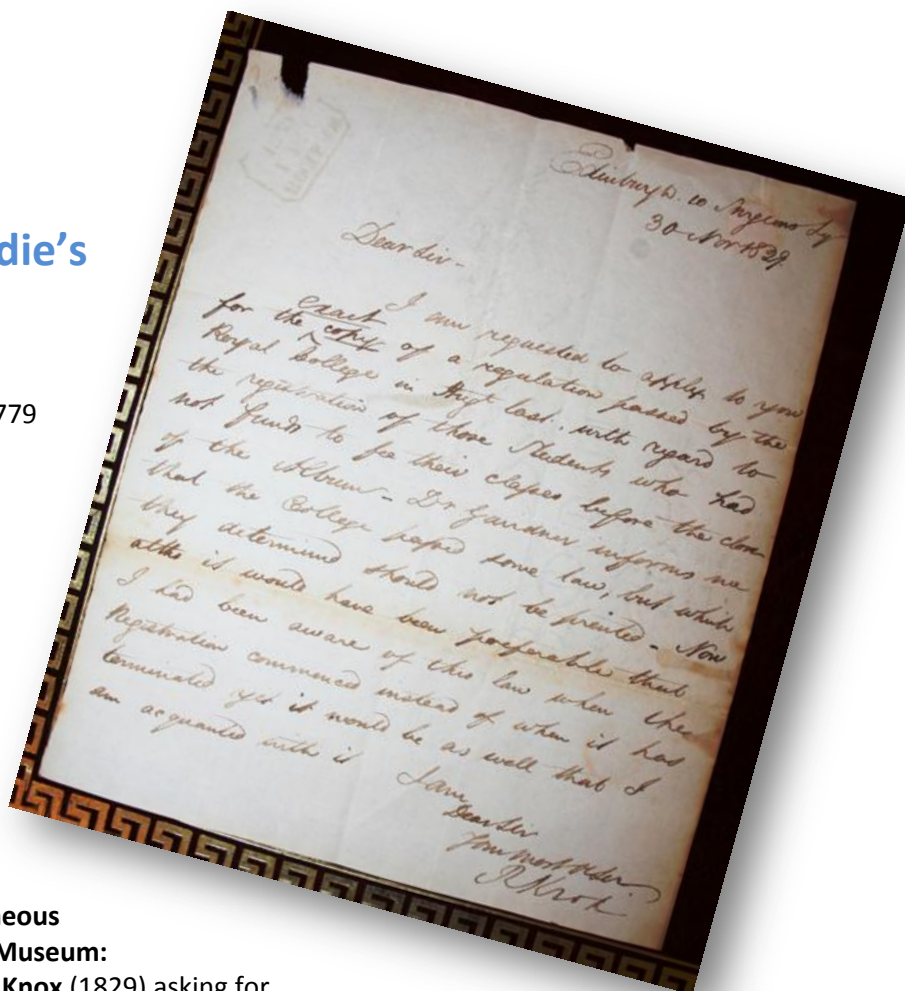 die's
779
Edinburgh. 10 Surgeons Sq
30 Nov 1829
Dear Sir -
I am requested to apply to you
for the exact copy of a regulation passed by the
Royal College in Augt last. with regard to
the registration of those Students who had
not funds to fee their classes before the close
of the Album - Dr Gardner informs me
that the College passed some law, but which
they determined should not be printed - Now
altho it would have been preferable that
I had been aware of this law when the
Registration commenced instead of when it has
terminated yet it would be as well that I
am acquainted with it
I am
Dear Sir
Your most
R Knox
neous
Museum:
Knox (1829) asking for